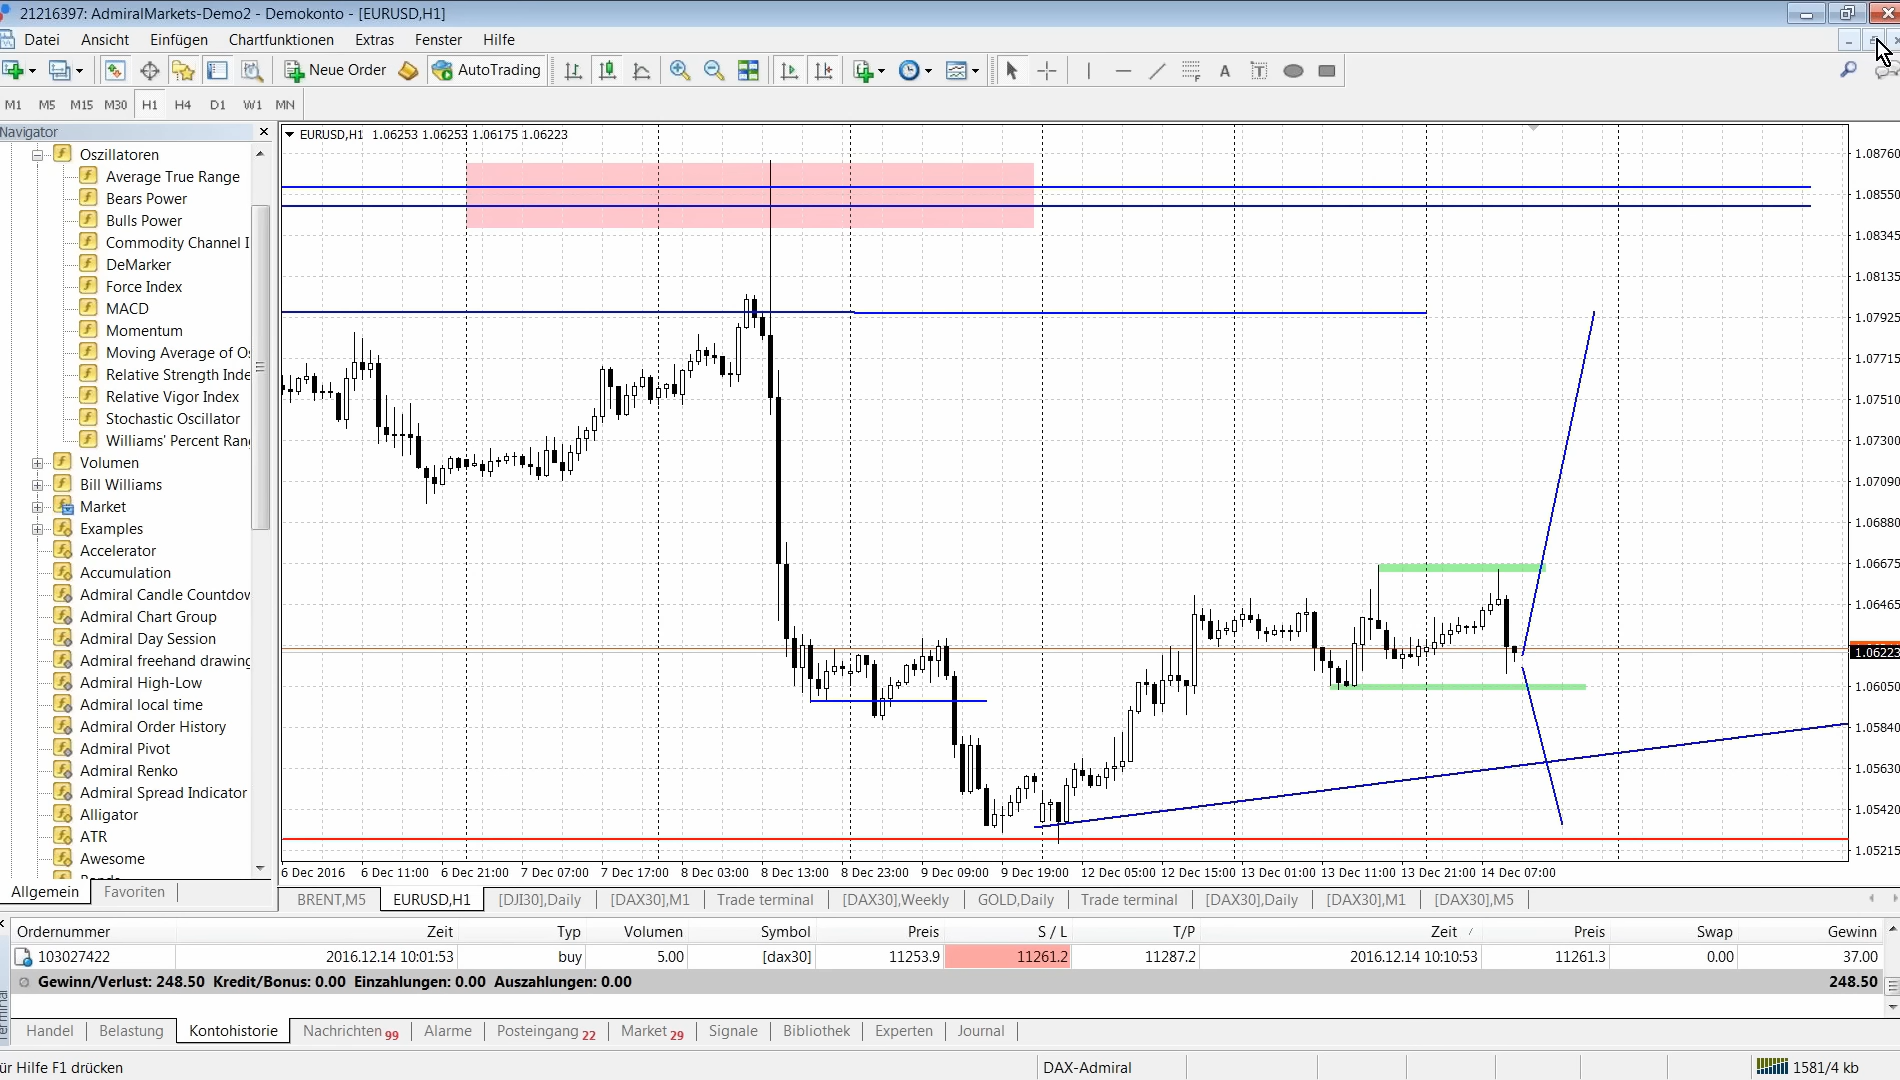 21216397: AdmiralMarkets-Demo2 - Demokonto - [EURUSD,H1]
Datei Ansicht Einfügen Chartfunktionen Extras Fenster Hilfe
Neue Order AutoTrading
A T
M1 M5 M15 M30 H1 H4 D1 W1 MN
Navigator
Oszillatoren
Average True Range
Bears Power
Bulls Power
Commodity Channel I
DeMarker
Force Index
MACD
Momentum
Moving Average of Os
Relative Strength Inde
Relative Vigor Index
Stochastic Oscillator
Williams' Percent Ran
Volumen
Bill Williams
Market
Examples
Accelerator
Accumulation
Admiral Candle Countdow
Admiral Chart Group
Admiral Day Session
Admiral freehand drawing
Admiral High-Low
Admiral local time
Admiral Order History
Admiral Pivot
Admiral Renko
Admiral Spread Indicator
Alligator
ATR
Awesome
Allgemein Favoriten
EURUSD,H1 1.06253 1.06253 1.06175 1.06223
1.08760
1.08550
1.08345
1.08135
1.07925
1.07715
1.07510
1.07300
1.07090
1.06880
1.06675
1.06465
1.06223
1.06050
1.05840
1.05630
1.05420
1.05215
6 Dec 2016 6 Dec 11:00 6 Dec 21:00 7 Dec 07:00 7 Dec 17:00 8 Dec 03:00 8 Dec 13:00 8 Dec 23:00 9 Dec 09:00 9 Dec 19:00 12 Dec 05:00 12 Dec 15:00 13 Dec 01:00 13 Dec 11:00 13 Dec 21:00 14 Dec 07:00
BRENT,M5 EURUSD,H1 [DJI30],Daily [DAX30],M1 Trade terminal [DAX30],Weekly GOLD,Daily Trade terminal [DAX30],Daily [DAX30],M1 [DAX30],M5
Ordernummer Zeit Typ Volumen Symbol Preis S / L T/P Zeit / Preis Swap Gewinn
103027422 2016.12.14 10:01:53 buy 5.00 [dax30] 11253.9 11261.2 11287.2 2016.12.14 10:10:53 11261.3 0.00 37.00
Gewinn/Verlust: 248.50 Kredit/Bonus: 0.00 Einzahlungen: 0.00 Auszahlungen: 0.00 248.50
Handel Belastung Kontohistorie Nachrichten 99 Alarme Posteingang 22 Market 29 Signale Bibliothek Experten Journal
ür Hilfe F1 drücken DAX-Admiral 1581/4 kb